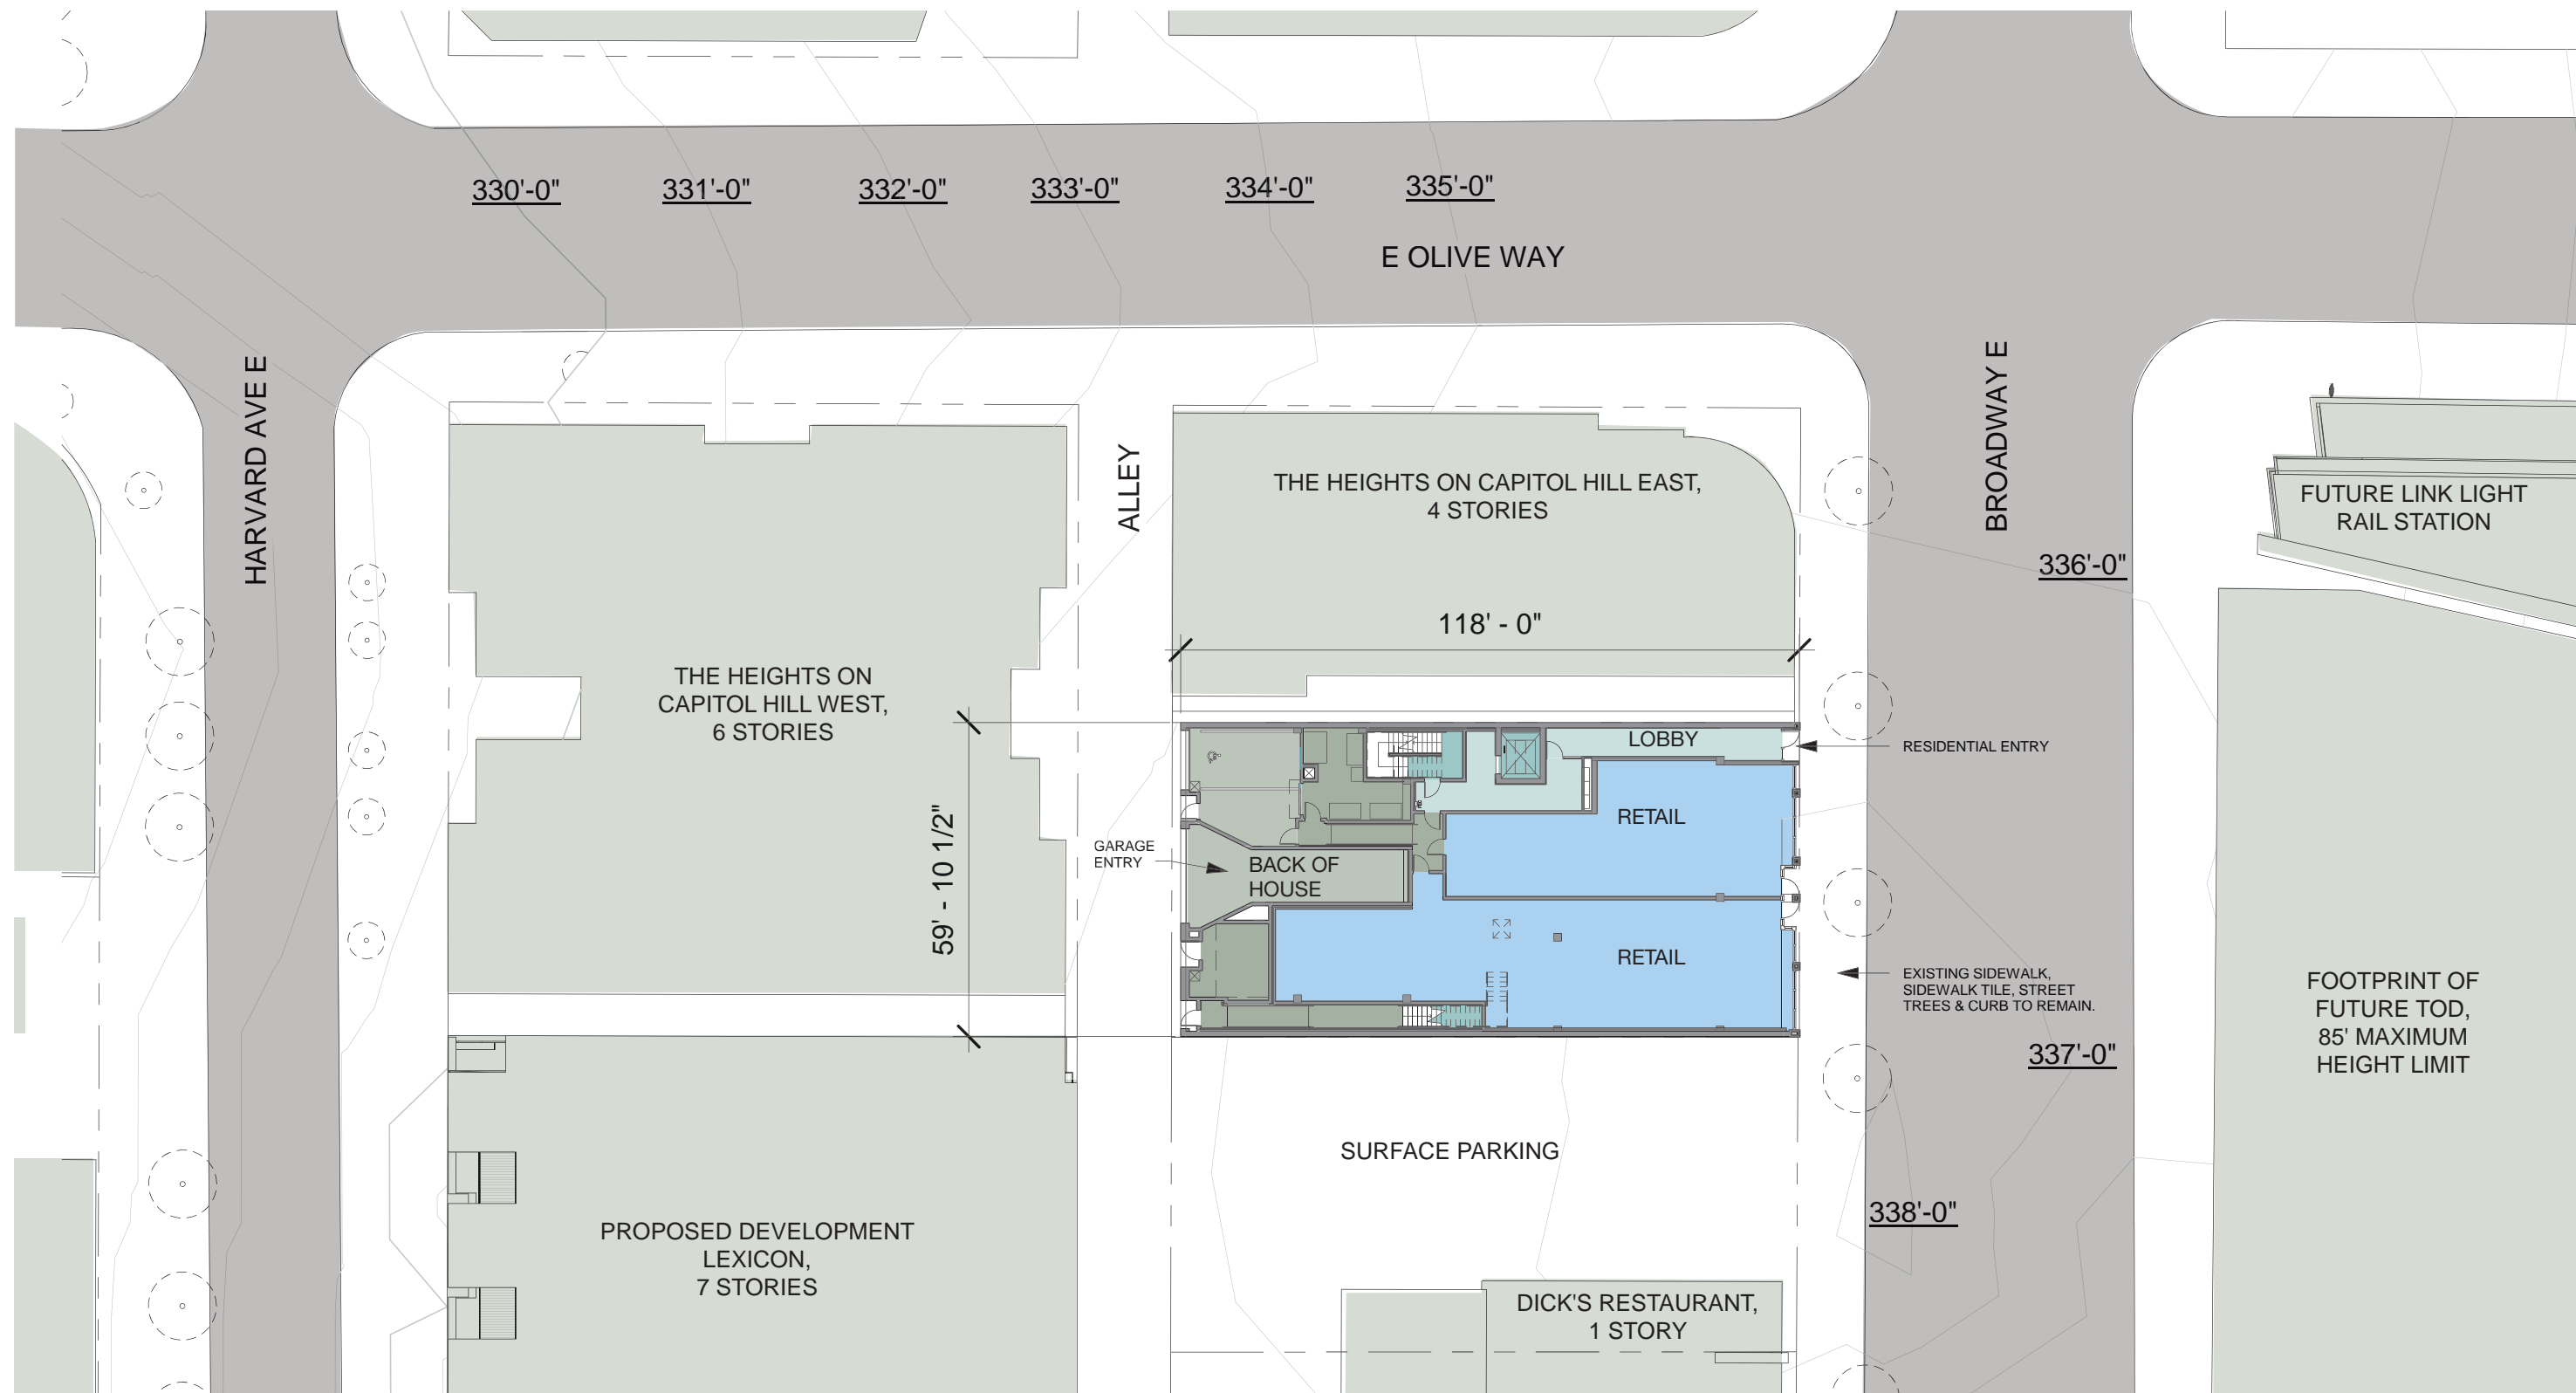 330'-0"
331'-0"
332'-0"
333'-0"
334'-0"
335'-0"
E OLIVE WAY
HARVARD AVE E
ALLEY
BROADWAY E
THE HEIGHTS ON CAPITOL HILL EAST,
4 STORIES
FUTURE LINK LIGHT
RAIL STATION
336'-0"
118' - 0"
THE HEIGHTS ON
CAPITOL HILL WEST,
6 STORIES
LOBBY
RESIDENTIAL ENTRY
RETAIL
59' - 10 1/2"
GARAGE
ENTRY
BACK OF
HOUSE
RETAIL
EXISTING SIDEWALK,
SIDEWALK TILE, STREET
TREES & CURB TO REMAIN.
FOOTPRINT OF
FUTURE TOD,
85' MAXIMUM
HEIGHT LIMIT
337'-0"
SURFACE PARKING
338'-0"
PROPOSED DEVELOPMENT
LEXICON,
7 STORIES
DICK'S RESTAURANT,
1 STORY